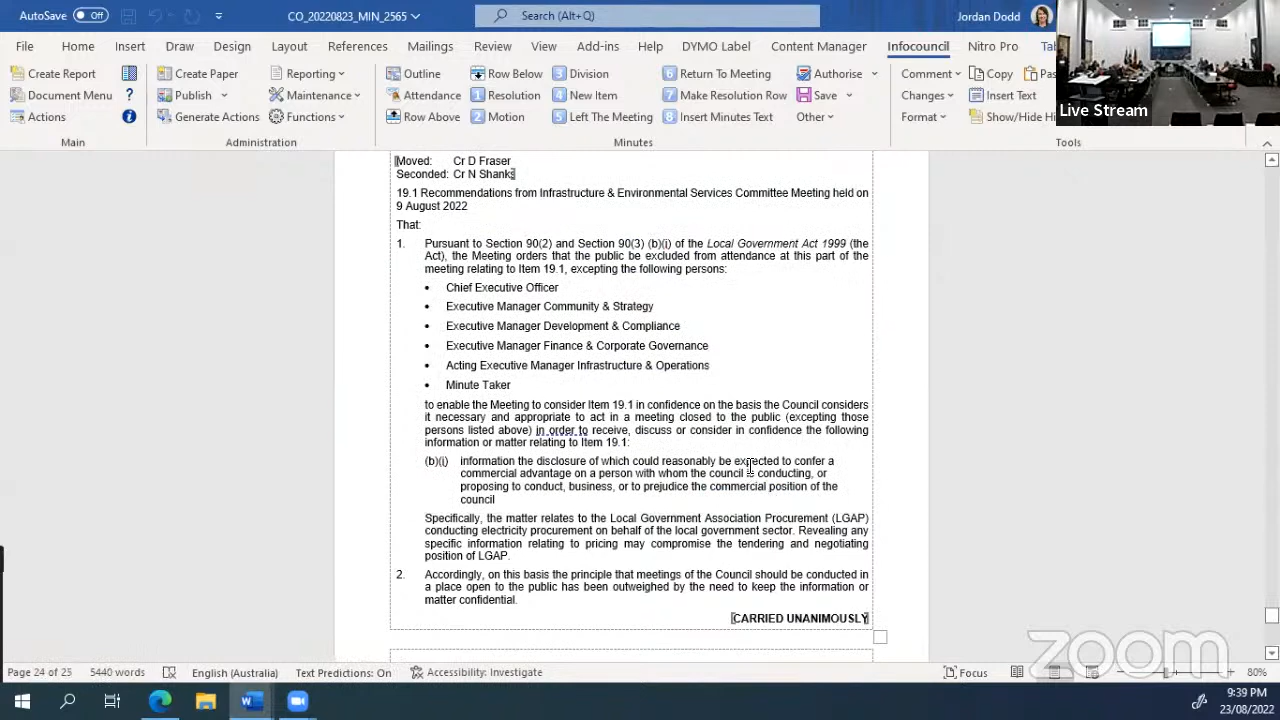 AutoSave Off CO_20220823_MIN_2565 Search (Alt+Q) Jordan Dodd
File Home Insert Draw Design Layout References Mailings Review View Add-ins Help DYMO Label Content Manager Infocouncil Nitro Pro
Create Report Create Paper Reporting Outline Row Below 3 Division 6 Return To Meeting Authorise Comment Copy
Document Menu ? Publish Maintenance Attendance 1 Resolution 4 New Item 7 Make Resolution Row Save Changes Insert Text
Actions Generate Actions Functions Row Above 2 Motion 5 Left The Meeting 8 Insert Minutes Text Other Format Show/Hide
Main Administration Minutes Tools
Live Stream
Moved: Cr D Fraser
Seconded: Cr N Shanks
19.1 Recommendations from Infrastructure & Environmental Services Committee Meeting held on
9 August 2022
That:
1. Pursuant to Section 90(2) and Section 90(3) (b)(i) of the Local Government Act 1999 (the
Act), the Meeting orders that the public be excluded from attendance at this part of the
meeting relating to Item 19.1, excepting the following persons:
• Chief Executive Officer
• Executive Manager Community & Strategy
• Executive Manager Development & Compliance
• Executive Manager Finance & Corporate Governance
• Acting Executive Manager Infrastructure & Operations
• Minute Taker
to enable the Meeting to consider Item 19.1 in confidence on the basis the Council considers
it necessary and appropriate to act in a meeting closed to the public (excepting those
persons listed above) in order to receive, discuss or consider in confidence the following
information or matter relating to Item 19.1:
(b)(i) information the disclosure of which could reasonably be expected to confer a
commercial advantage on a person with whom the council is conducting, or
proposing to conduct, business, or to prejudice the commercial position of the
council
Specifically, the matter relates to the Local Government Association Procurement (LGAP)
conducting electricity procurement on behalf of the local government sector. Revealing any
specific information relating to pricing may compromise the tendering and negotiating
position of LGAP.
2. Accordingly, on this basis the principle that meetings of the Council should be conducted in
a place open to the public has been outweighed by the need to keep the information or
matter confidential.
CARRIED UNANIMOUSLY
zoom
Page 24 of 25 5440 words English (Australia) Text Predictions: On Accessibility: Investigate Focus 80%
9:39 PM
23/08/2022